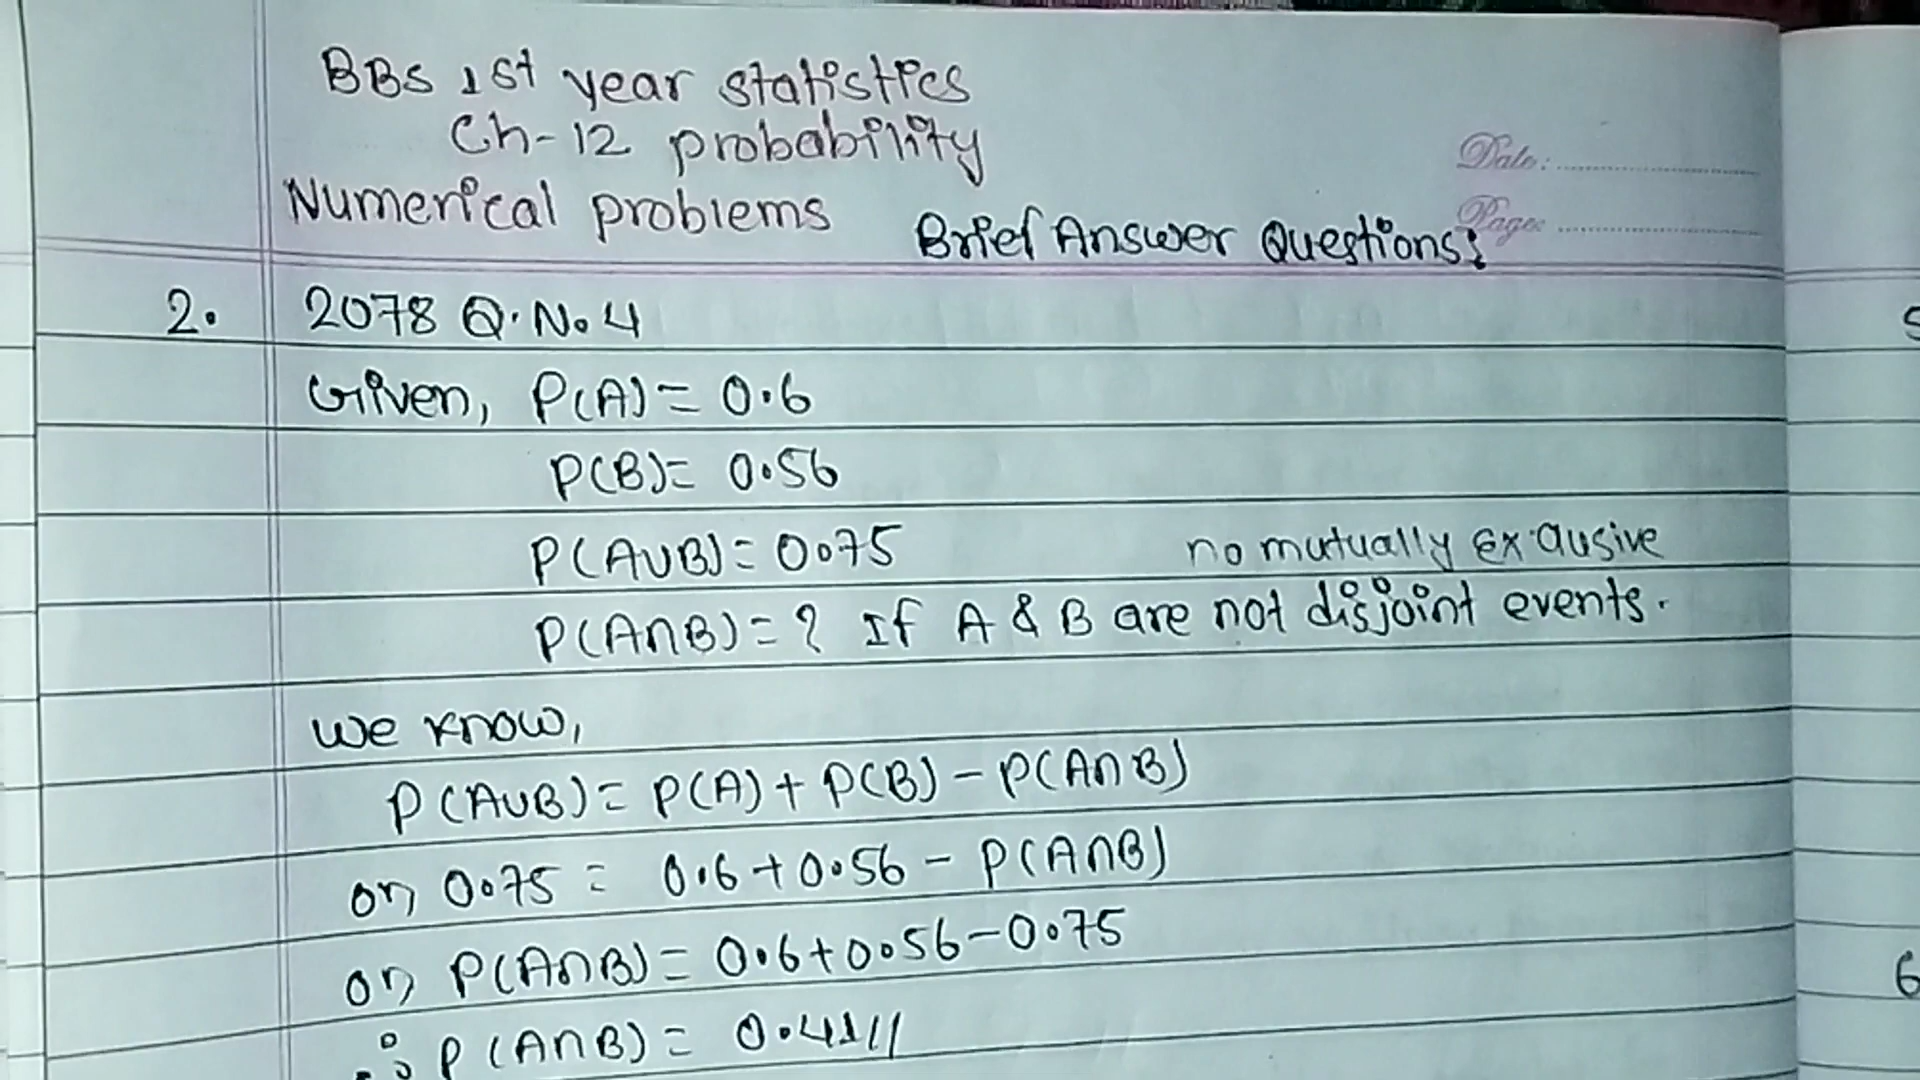 BBS 1st year statistics
Ch-12 probability
Numerical problems
Brief Answer Questions:
Date:
Page:
2. 2078 Q.No.4
Given, P(A) = 0.6
P(B) = 0.56
P(A∪B) = 0.75
no mutually exclusive
P(A∩B) = ? If A & B are not disjoint events.
we know,
P(A∪B) = P(A) + P(B) - P(A∩B)
or, 0.75 = 0.6 + 0.56 - P(A∩B)
or, P(A∩B) = 0.6 + 0.56 - 0.75
∴ P(A∩B) = 0.41//
6